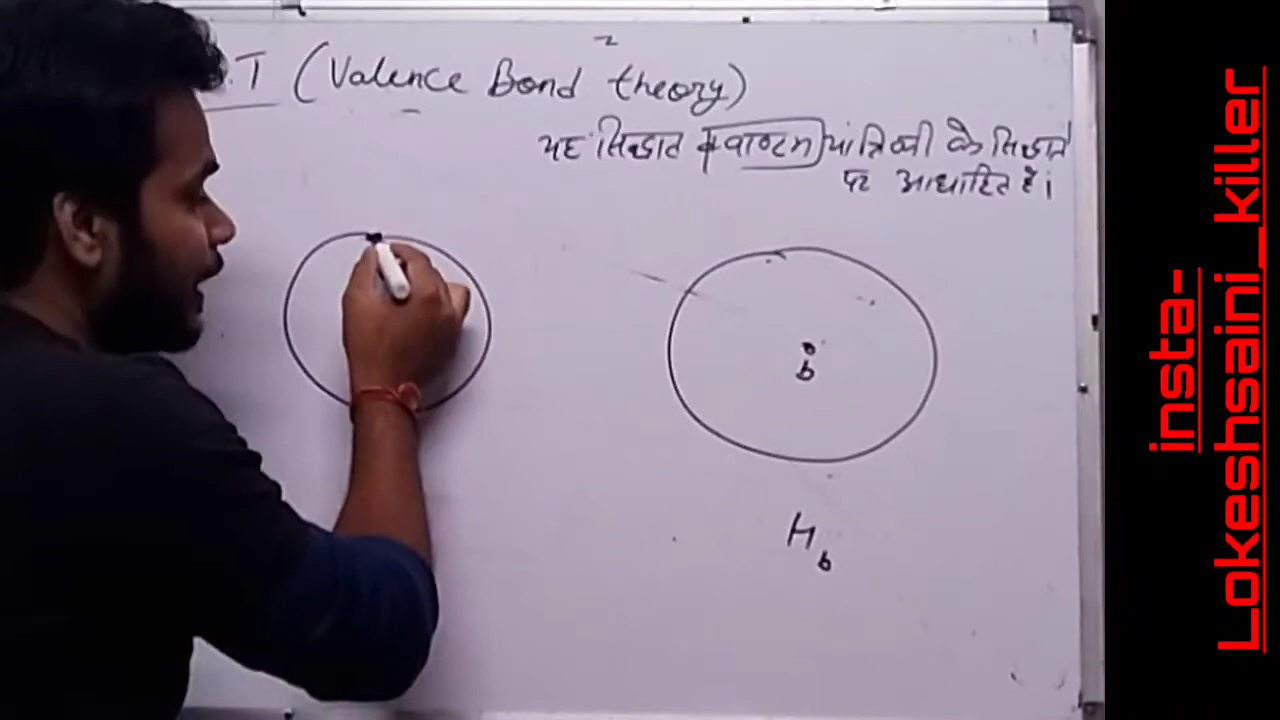 .T (Valence Bond theory)
यह सिद्धांत क्वाण्टम यांत्रिकी के सिद्धांत
पर आधारित है।
b
H b
insta-
Lokeshsaini_killer